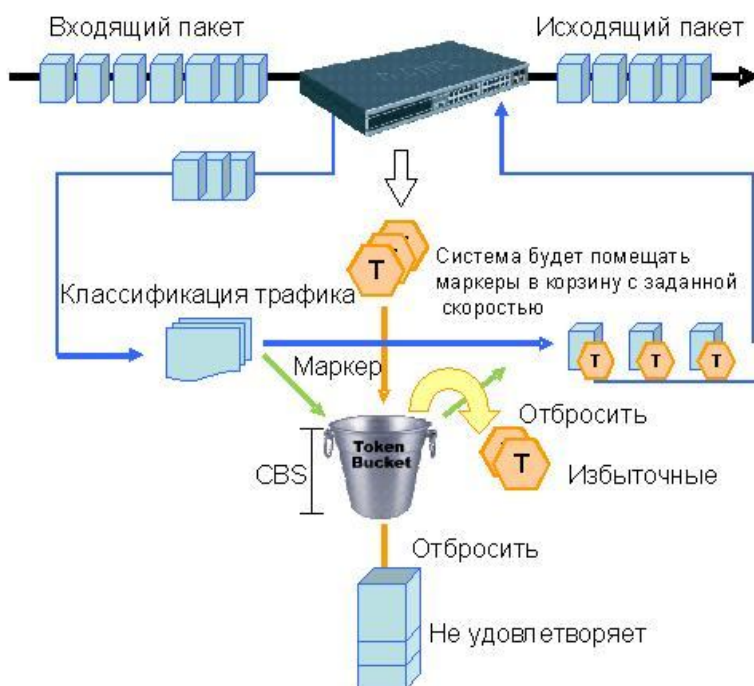 Входящий пакет
Исходящий пакет
T
Система будет помещать
маркеры в корзину с заданной
скоростью
Классификация трафика
Маркер
T
T
T
Отбросить
Token
Bucket
T
Избыточные
CBS
Отбросить
Не удовлетворяет